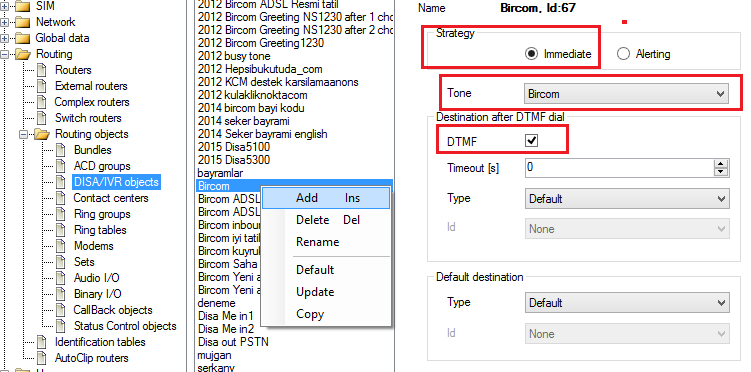 SIM
Network
Global data
Routing
Routers
External routers
Complex routers
Switch routers
Routing objects
Bundles
ACD groups
DISA/IVR objects
Contact centers
Ring groups
Ring tables
Modems
Sets
Audio I/O
Binary I/O
CallBack objects
Status Control objects
Identification tables
AutoClip routers
2012 Bircom ADSL Resmi tatil
2012 Bircom Greeting NS1230 after 1 cho
2012 Bircom Greeting NS1230 after 2 cho
2012 Bircom Greeting1230
2012 busy tone
2012 Hepsibukutuda_com
2012 KCM destek karsilamaanons
2012 kulakliknoktacom
2014 bircom bayi kodu
2014 seker bayrami
2014 Seker bayrami english
2015 Disa5100
2015 Disa5300
bayramlar
Bircom
Bircom ADSL
Bircom ADSL
Bircom inbour
Bircom iyi tatil
Bircom kuyruk
Bircom Saha
Bircom Yeni a
Bircom Yeni a
deneme
Disa Me in1
Disa Me in2
Disa out PSTN
mujgan
serkany
Add Ins
Delete Del
Rename
Default
Update
Copy
Name Bircom, Id:67
Strategy
Immediate Alerting
Tone Bircom
Destination after DTMF dial
DTMF
Timeout [s] 0
Type Default
Id None
Default destination
Type Default
Id None